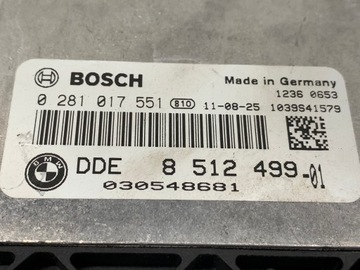 BOSCH
Made in Germany
1236 0653
0 281 017 551 B10 11-08-25 1039S41579
BMW DDE 8 512 499-01
030548681